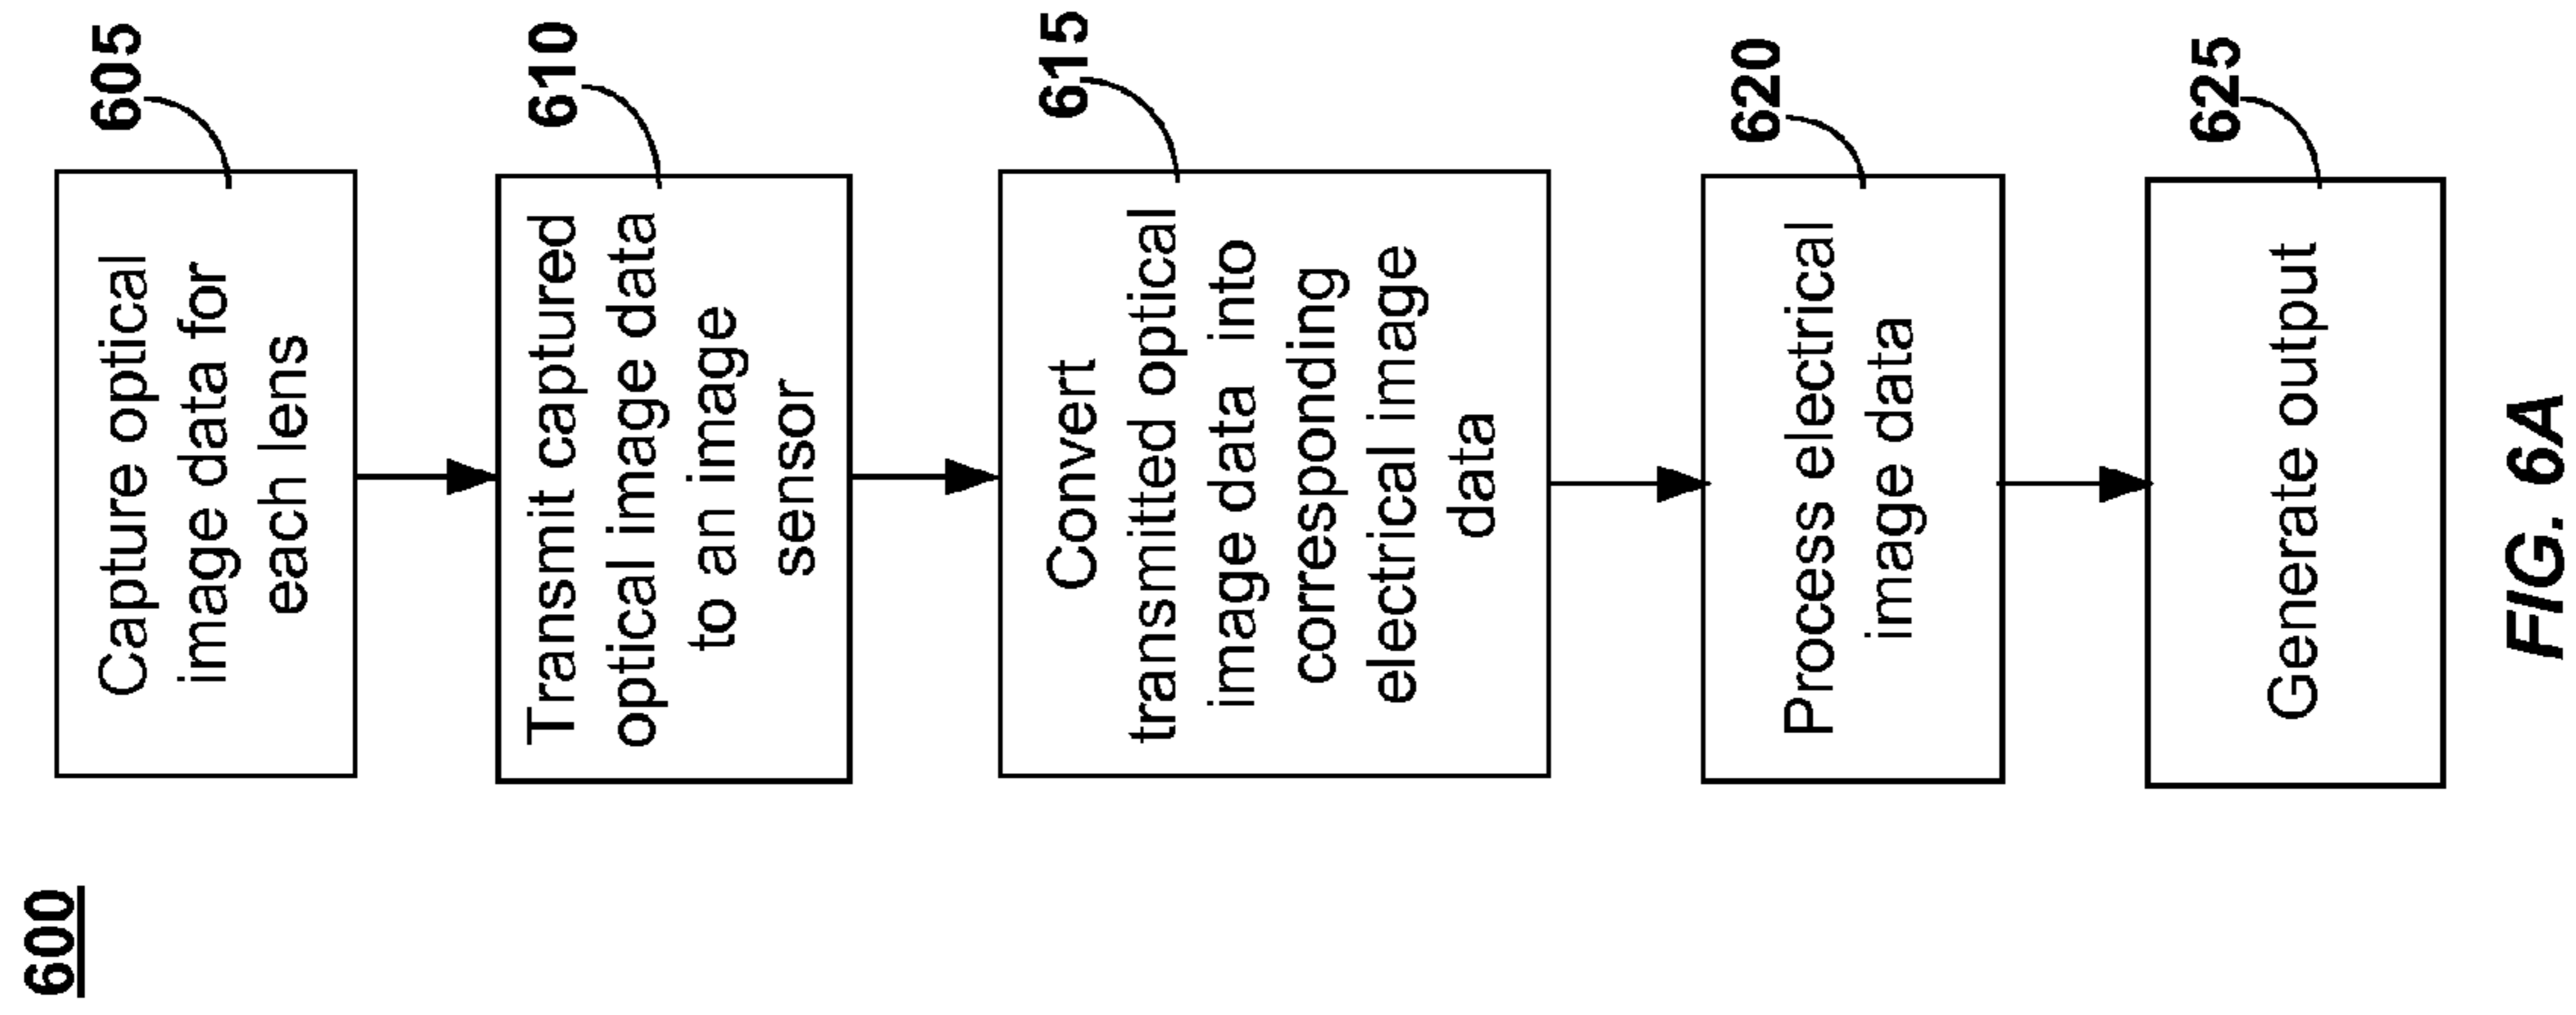 600
605
Capture optical
image data for
each lens
610
Transmit captured
optical image data
to an image
sensor
615
Convert
transmitted optical
image data into
corresponding
electrical image
data
620
Process electrical
image data
625
Generate output
FIG. 6A